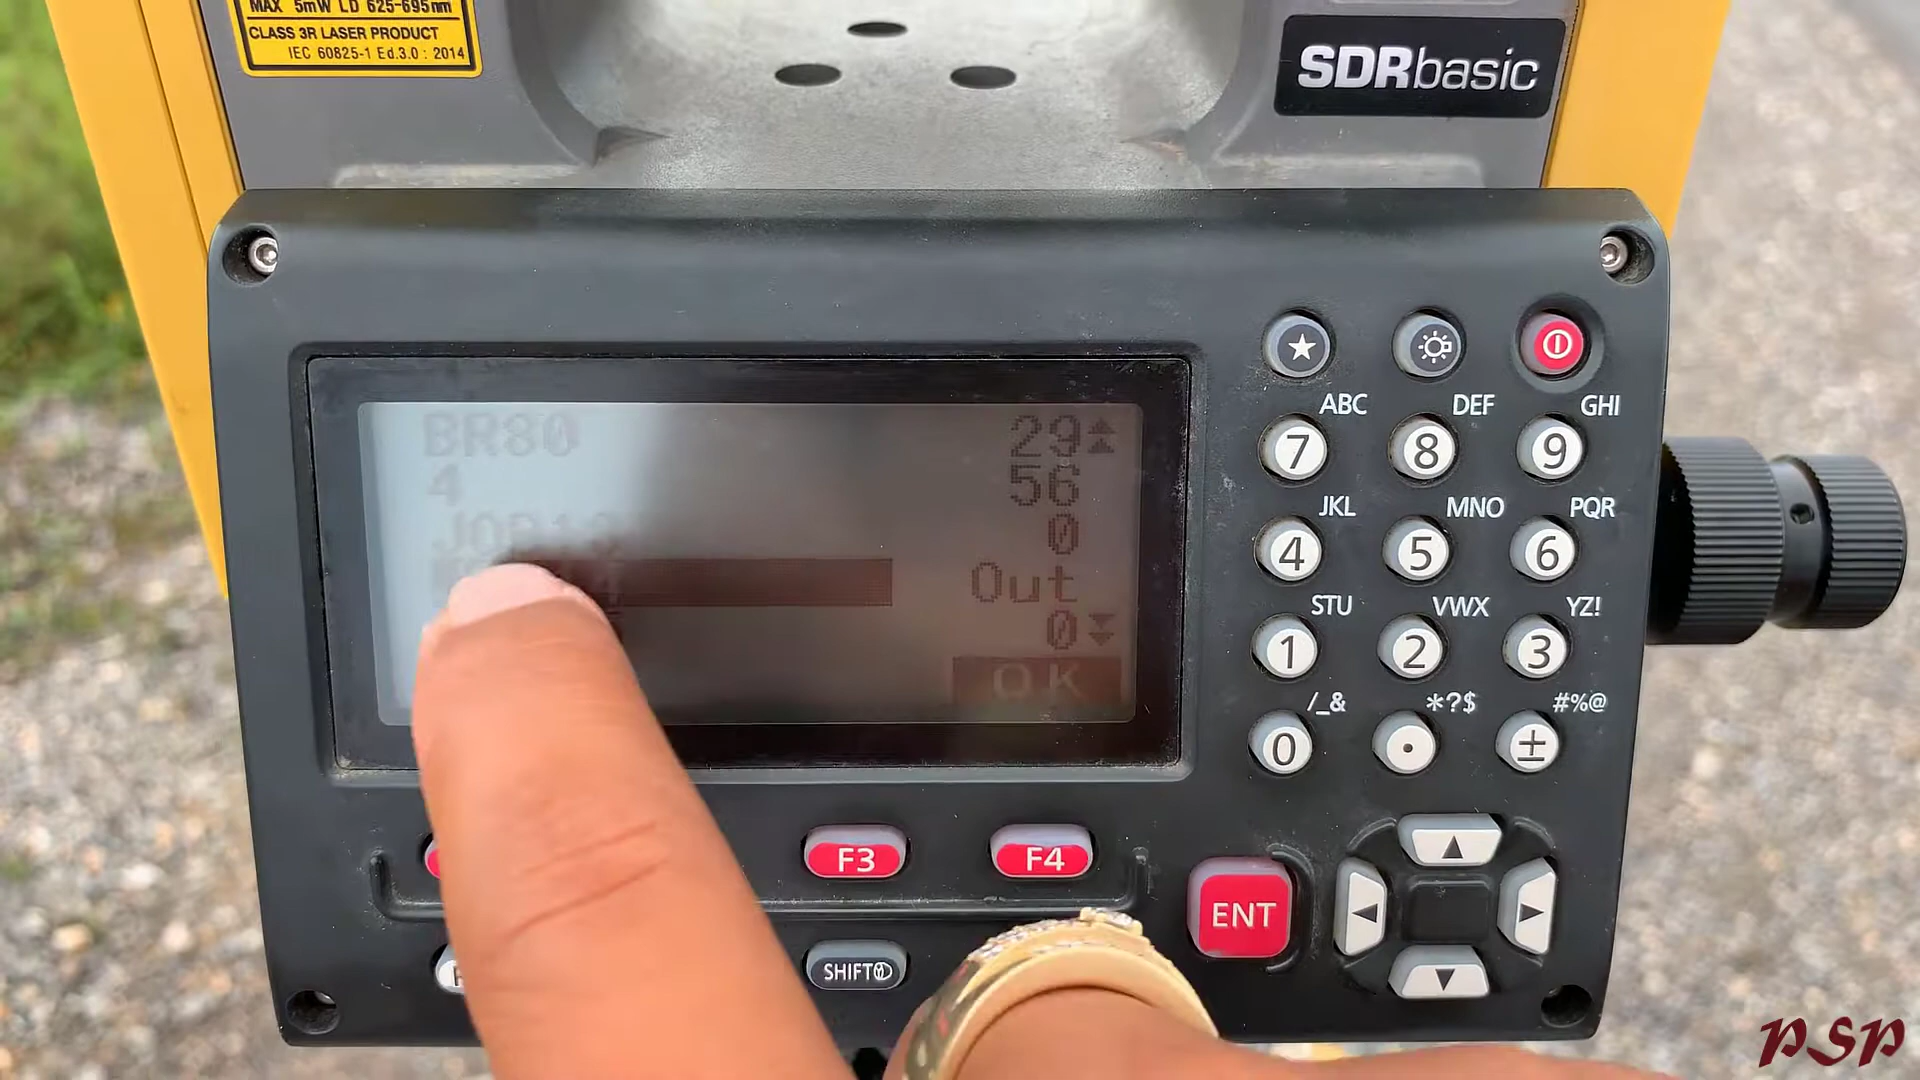 MAX 5mW LD 625-695nm
CLASS 3R LASER PRODUCT
IEC 60825-1 Ed.3.0 : 2014
SDRbasic
BR80 29
4 56
0
Out
0
OK
ABC DEF GHI
7 8 9
JKL MNO PQR
4 5 6
STU VWX YZ!
1 2 3
/_& *?$ #%@
0 . ±
F3 F4
ENT
SHIFT
PSP